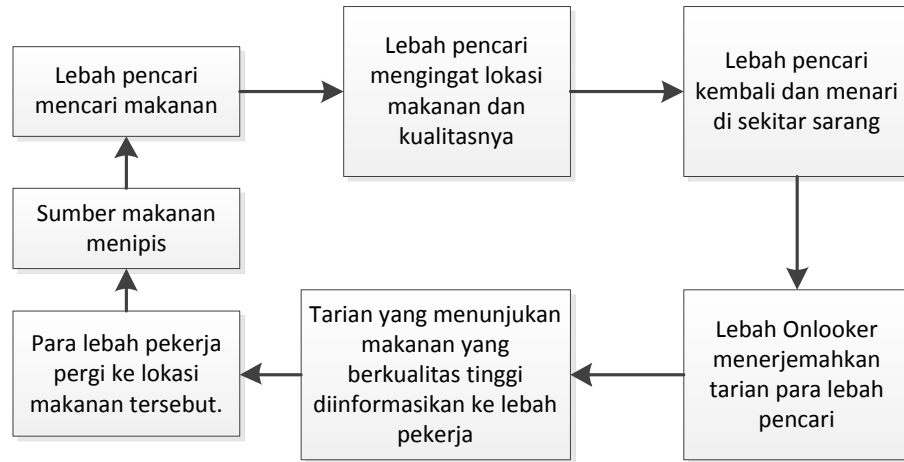 Lebah pencari
mencari makanan
Lebah pencari
mengingat lokasi
makanan dan
kualitasnya
Lebah pencari
kembali dan menari
di sekitar sarang
Lebah Onlooker
menerjemahkan
tarian para lebah
pencari
Tarian yang menunjukan
makanan yang
berkualitas tinggi
diinformasikan ke lebah
pekerja
Para lebah pekerja
pergi ke lokasi
makanan tersebut.
Sumber makanan
menipis